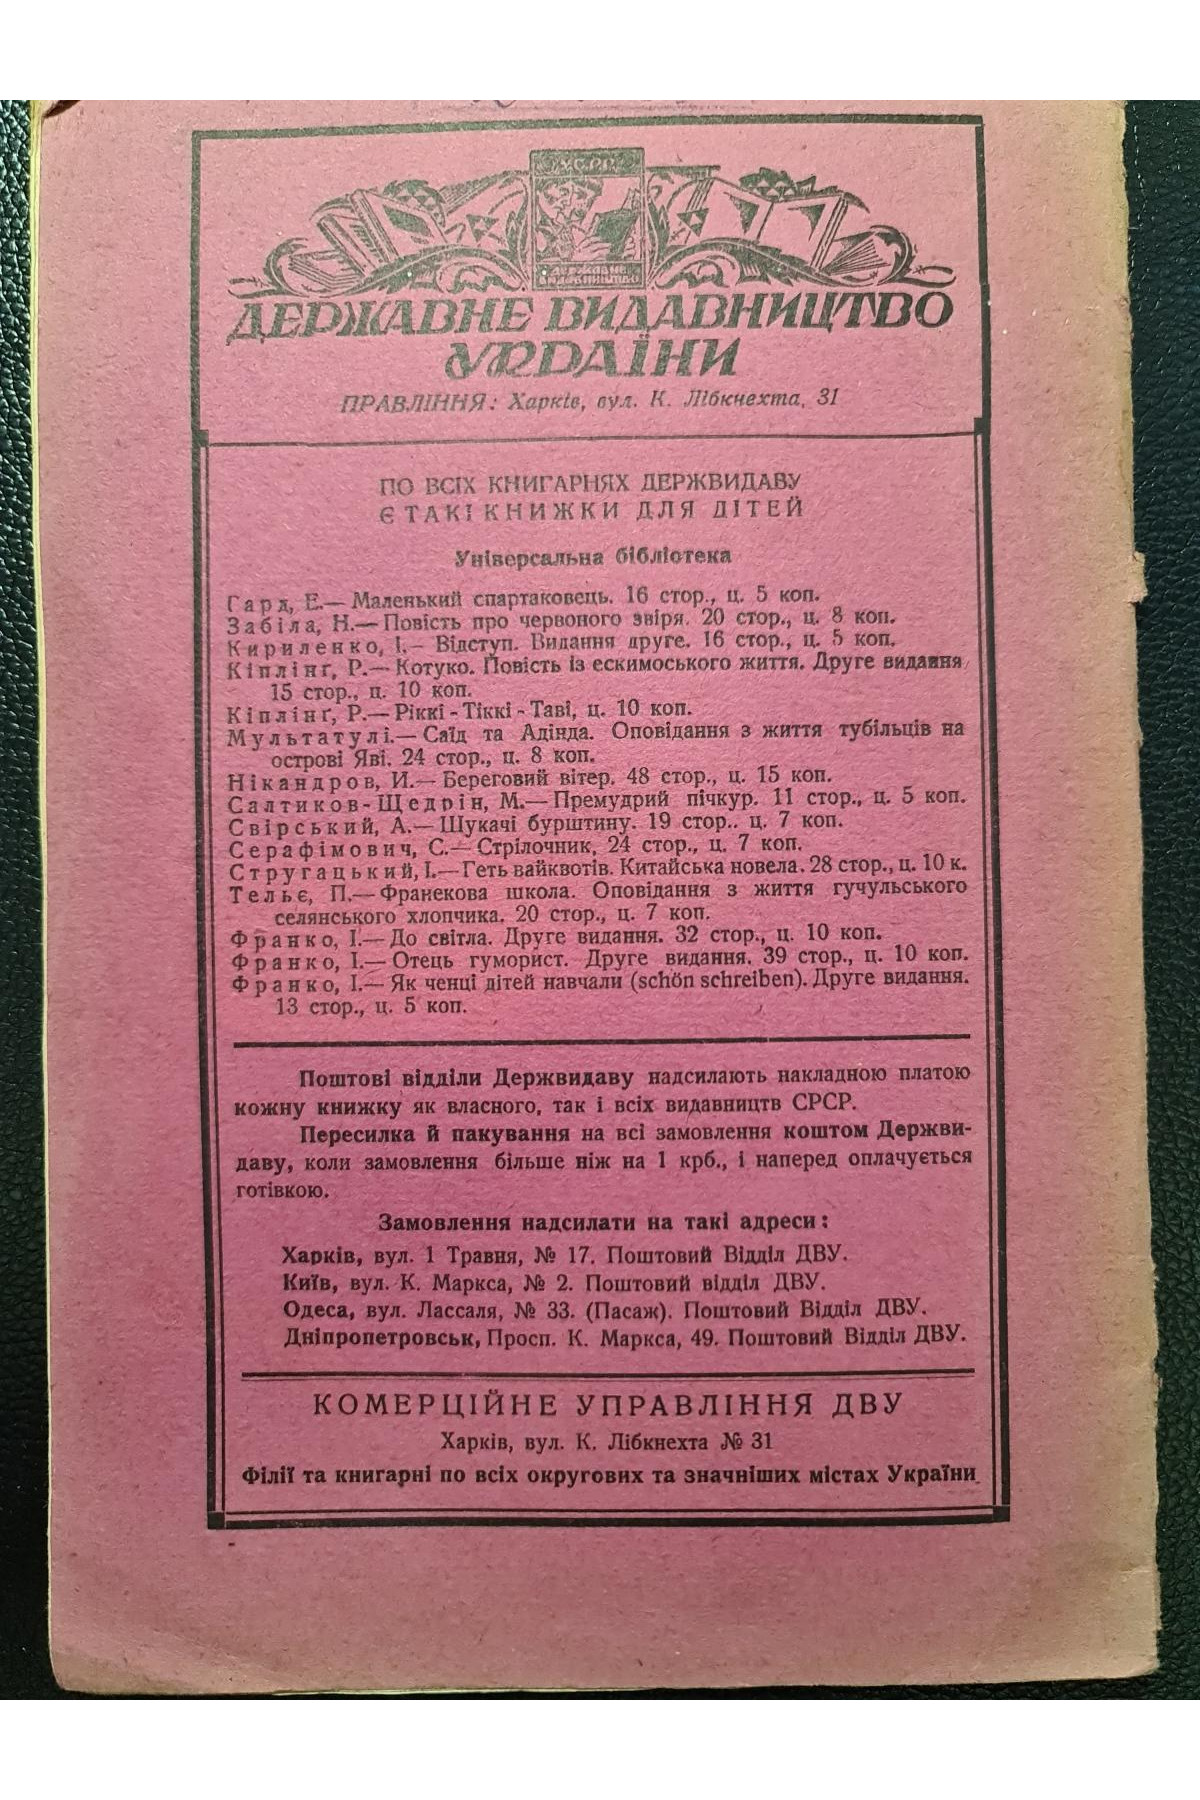 У.С.Р.Р.
ДЕРЖАВНЕ
ВИДАВНИЦТВО
ДЕРЖАВНЕ ВИДАВНИЦТВО
УКРАЇНИ
ПРАВЛІННЯ: Харків, вул. К. Лібкнехта, 31
ПО ВСІХ КНИГАРНЯХ ДЕРЖВИДАВУ
Є ТАКІ КНИЖКИ ДЛЯ ДІТЕЙ
Універсальна бібліотека
Гард, Е.— Маленький спартаковець. 16 стор., ц. 5 коп.
Забіла, Н.— Повість про червоного звіря. 20 стор., ц. 8 коп.
Кириленко, І.— Відступ. Видання друге. 16 стор., ц. 5 коп.
Кіплінґ, Р.— Котуко. Повість із ескимоського життя. Друге видання
15 стор., ц. 10 коп.
Кіплінґ, Р.— Ріккі-Тіккі-Таві, ц. 10 коп.
Мультатулі.— Саїд та Адінда. Оповідання з життя тубільців на
острові Яві. 24 стор., ц. 8 коп.
Нікандров, И.— Береговий вітер. 48 стор., ц. 15 коп.
Салтиков-Щедрін, М.— Премудрий пічкур. 11 стор., ц. 5 коп.
Свірський, А.— Шукачі бурштину. 19 стор.. ц. 7 коп.
Серафімович, С.— Стрілочник, 24 стор., ц. 7 коп.
Стругацький, І.— Геть вайквотів. Китайська новела. 28 стор., ц. 10 к.
Тельє, П.— Франекова школа. Оповідання з життя гучульського
селянського хлопчика. 20 стор., ц. 7 коп.
Франко, І.— До світла. Друге видання. 32 стор., ц. 10 коп.
Франко, І.— Отець гуморист. Друге видання. 39 стор., ц. 10 коп.
Франко, І.— Як ченці дітей навчали (schön schreiben). Друге видання.
13 стор., ц. 5 коп.
Поштові відділи Держвидаву надсилають накладною платою
кожну книжку як власного, так і всіх видавництв СРСР.
Пересилка й пакування на всі замовлення коштом Держви-
даву, коли замовлення більше ніж на 1 крб., і наперед оплачується
готівкою.
Замовлення надсилати на такі адреси:
Харків, вул. 1 Травня, № 17. Поштовий Відділ ДВУ.
Київ, вул. К. Маркса, № 2. Поштовий відділ ДВУ.
Одеса, вул. Лассаля, № 33. (Пасаж). Поштовий Відділ ДВУ.
Дніпропетровськ, Просп. К. Маркса, 49. Поштовий Відділ ДВУ.
КОМЕРЦІЙНЕ УПРАВЛІННЯ ДВУ
Харків, вул. К. Лібкнехта № 31
Філії та книгарні по всіх округових та значніших містах України